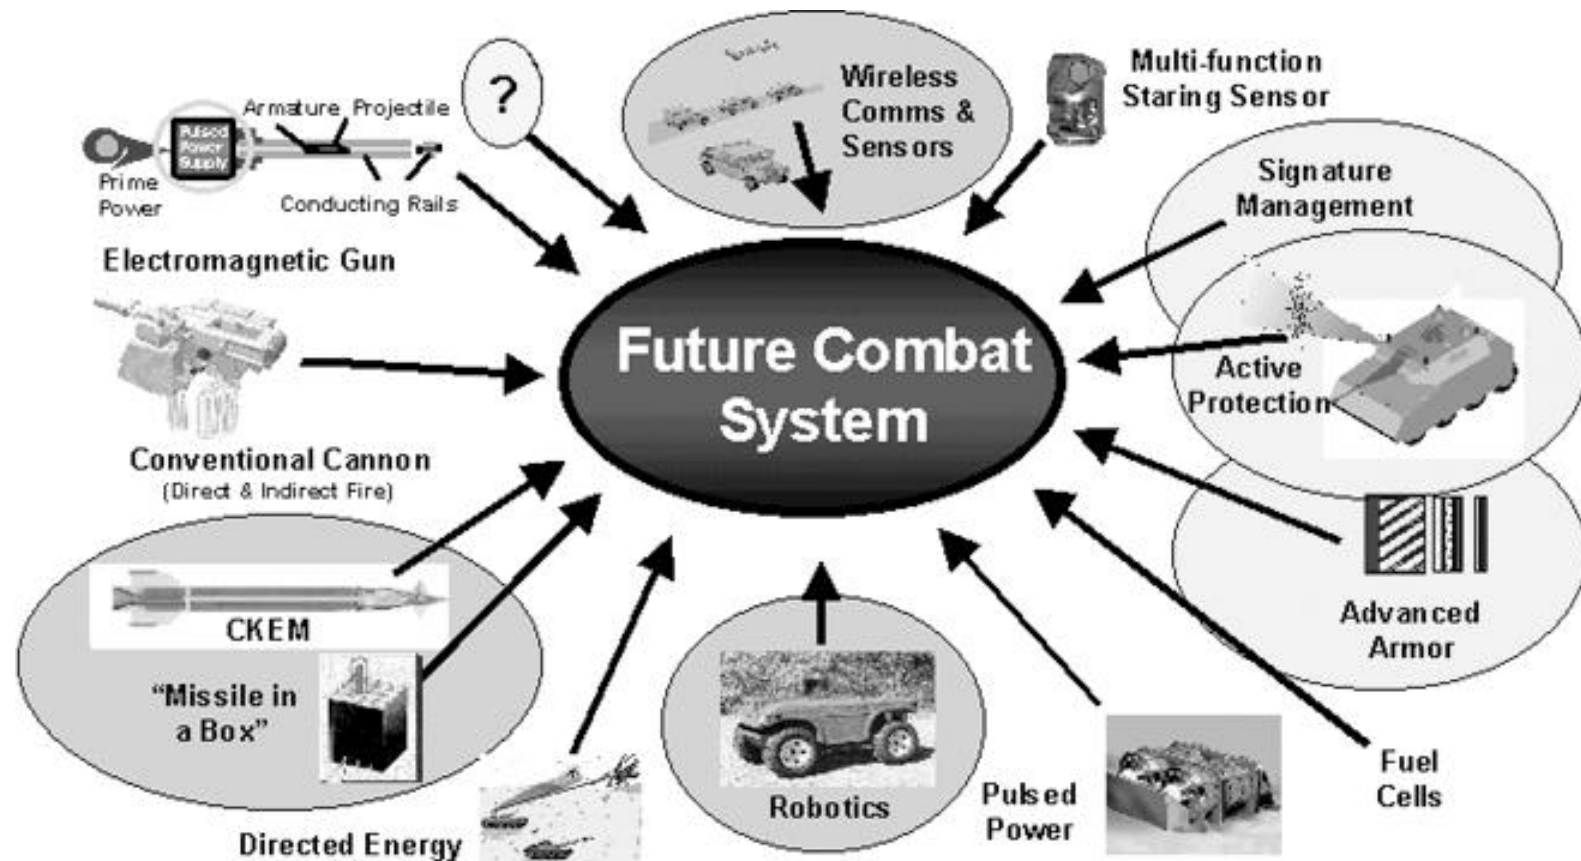 ?
Armature Projectile
Pulsed
Power
Supply
Prime
Power
Conducting Rails
Electromagnetic Gun
Wireless
Comms &
Sensors
Multi-function
Staring Sensor
Signature
Management
Future Combat
System
Active
Protection
Conventional Cannon
(Direct & Indirect Fire)
CKEM
“Missile in
a Box”
Advanced
Armor
Directed Energy
Robotics
Pulsed
Power
Fuel
Cells